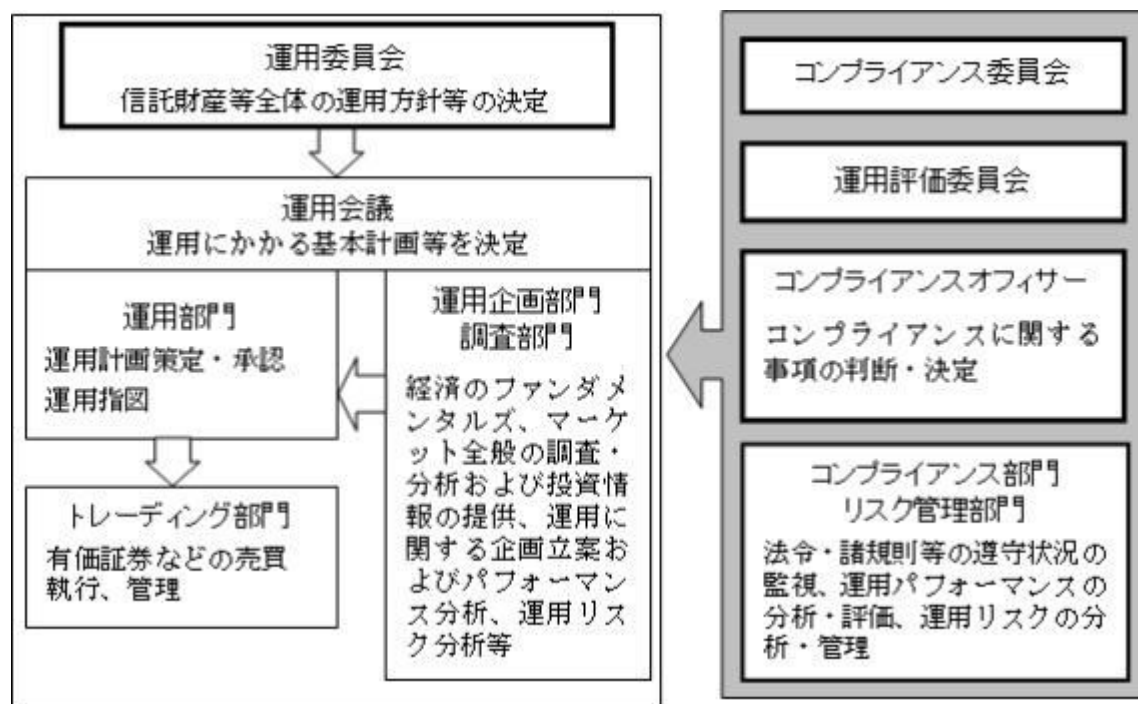 運用委員会
信託財産等全体の運用方針等の決定
運用会議
運用にかかる基本計画等を決定
運用部門
運用計画策定・承認
運用指図
トレーディング部門
有価証券などの売買
執行、管理
運用企画部門
調査部門
経済のファンダメ
ンタルズ、マーケ
ット全般の調査・
分析および投資情
報の提供、運用に
関する企画立案お
よびパフォーマン
ス分析、運用リス
ク分析等
コンプライアンス委員会
運用評価委員会
コンプライアンスオフィサー
コンプライアンスに関する
事項の判断・決定
コンプライアンス部門
リスク管理部門
法令・諸規則等の遵守状況の
監視、運用パフォーマンスの
分析・評価、運用リスクの分
析・管理